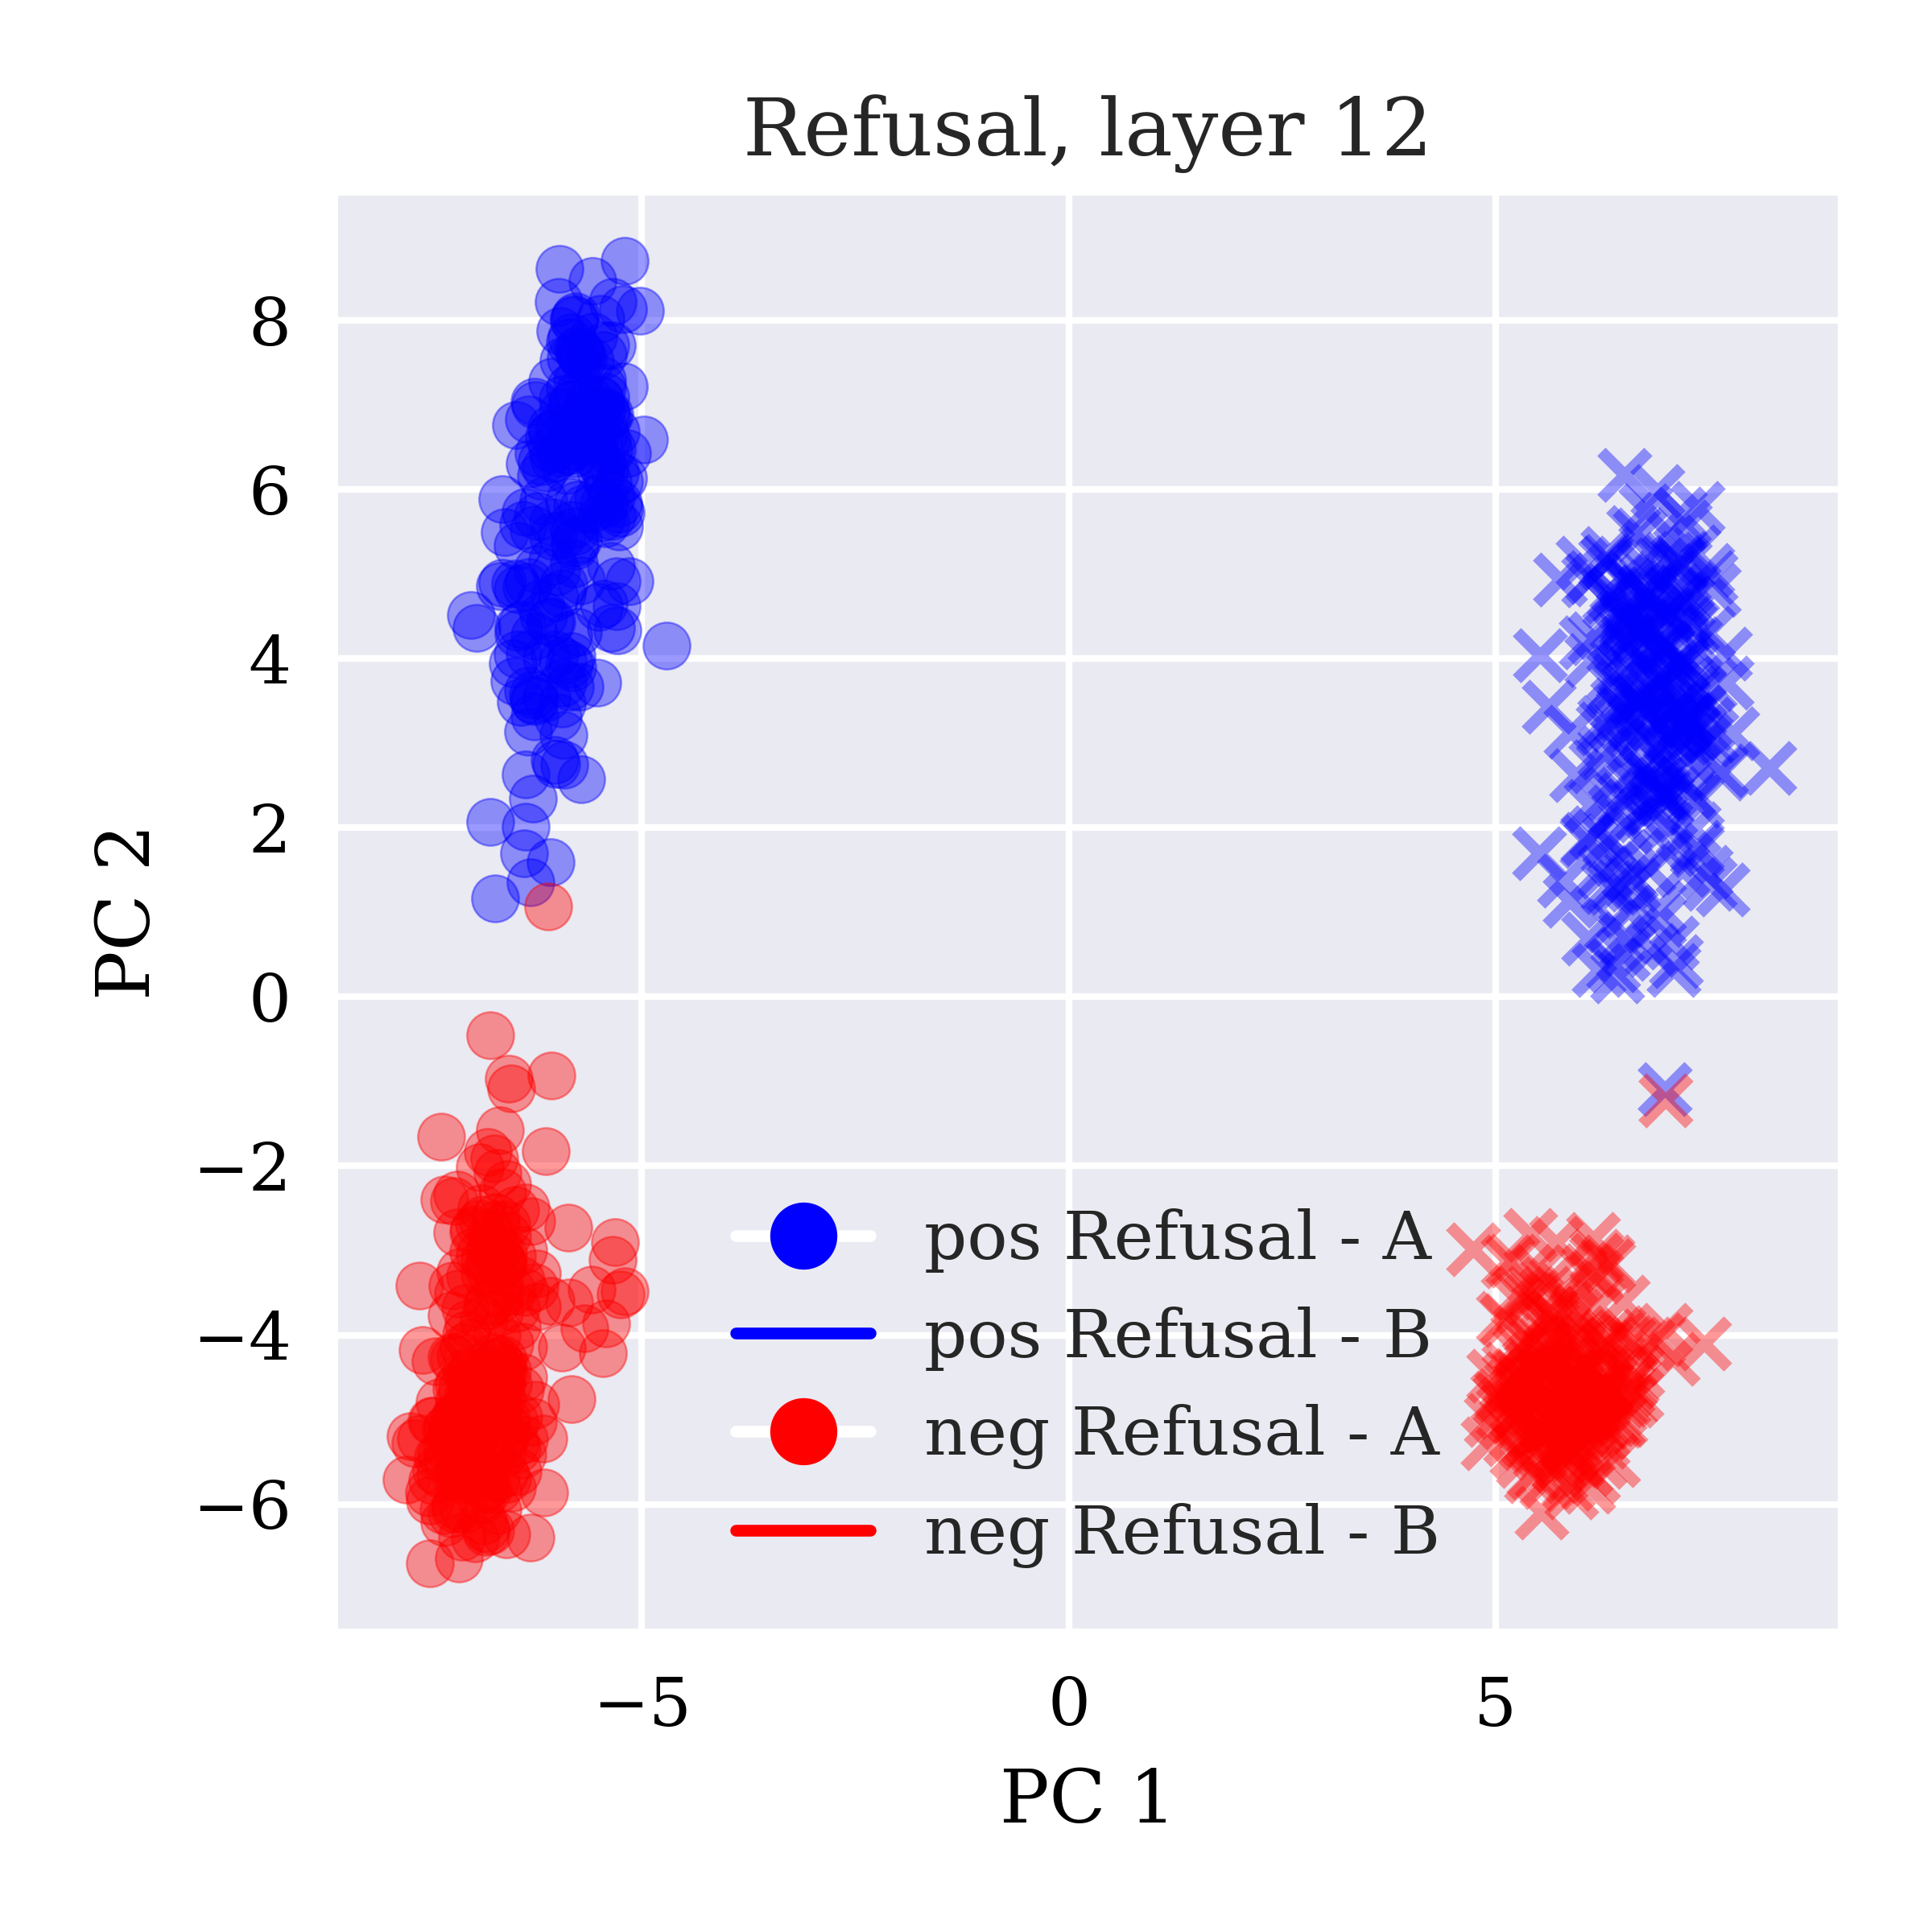 Refusal, layer 12
8
6
4
2
0
−2
−4
−6
PC 2
pos Refusal - A
pos Refusal - B
neg Refusal - A
neg Refusal - B
−5 0 5
PC 1